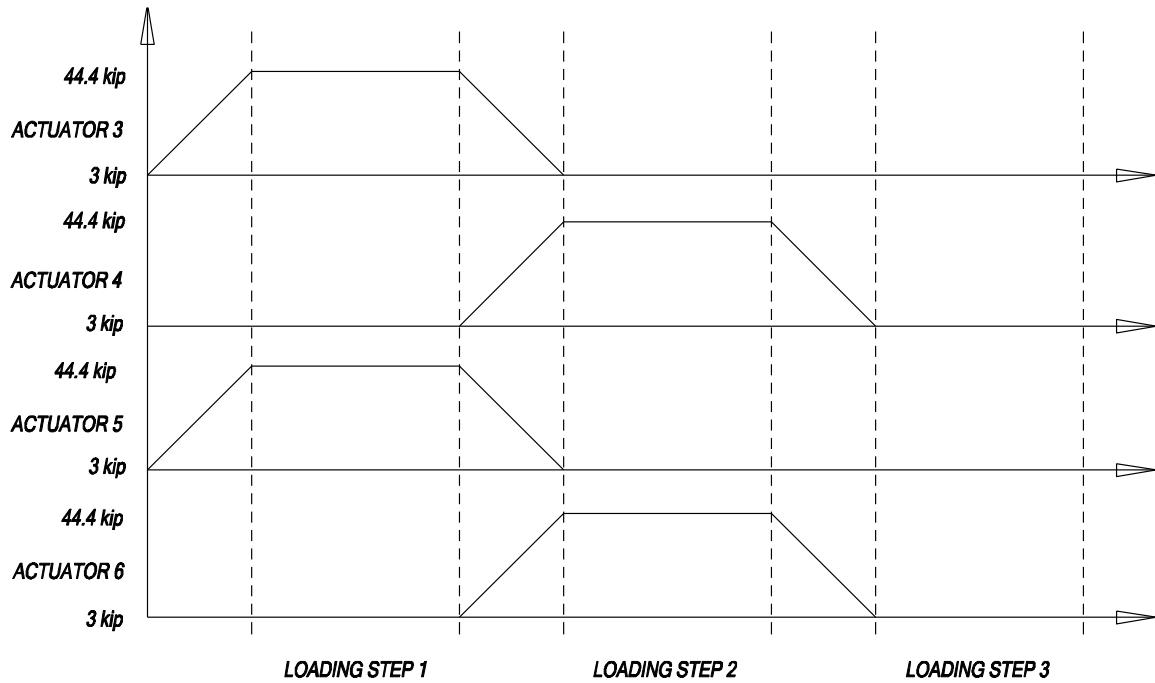 44.4 kip
ACTUATOR 3
3 kip
44.4 kip
ACTUATOR 4
3 kip
44.4 kip
ACTUATOR 5
3 kip
44.4 kip
ACTUATOR 6
3 kip
LOADING STEP 1 LOADING STEP 2 LOADING STEP 3